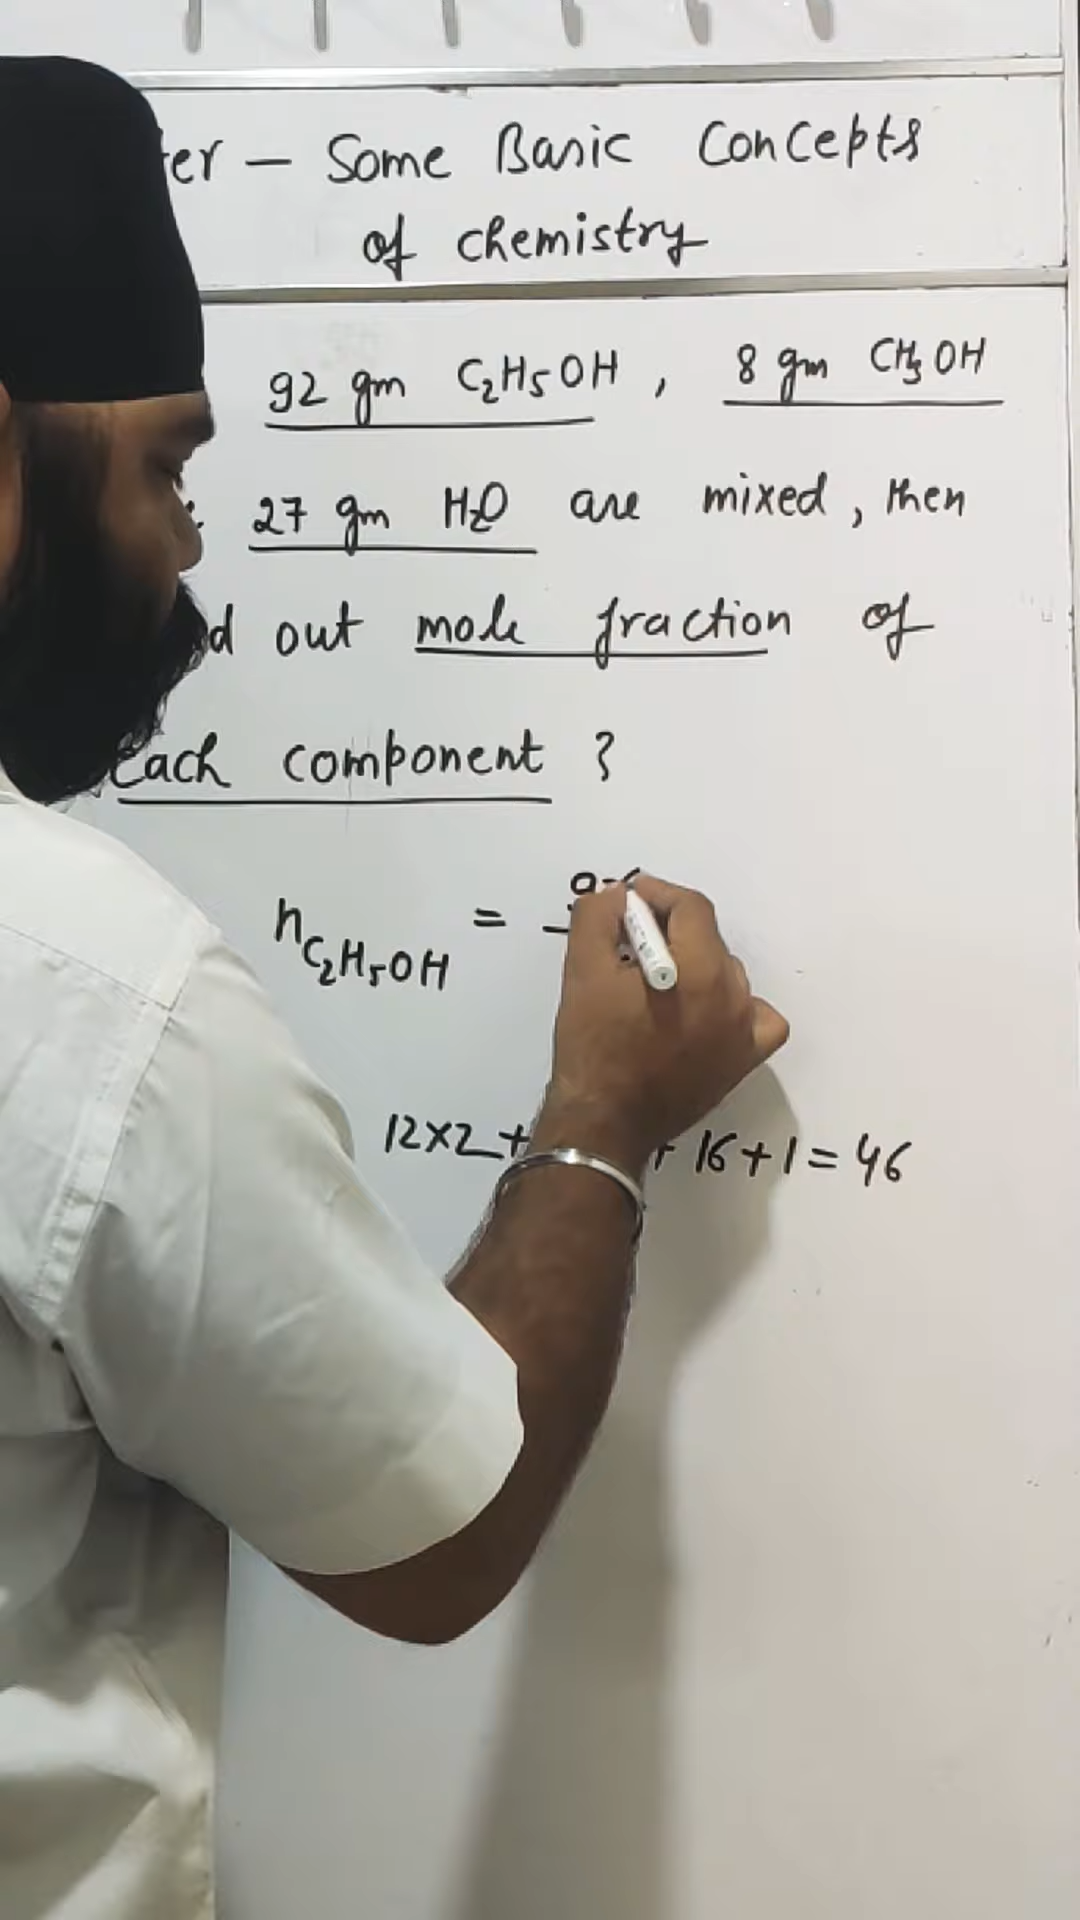 – Some Basic Concepts
of chemistry
92 gm C₂H₅OH , 8 gm CH₃OH
27 gm H₂O are mixed, then
out mole fraction of
each component ?
n C₂H₅OH =
12×2 + + 16 + 1 = 46